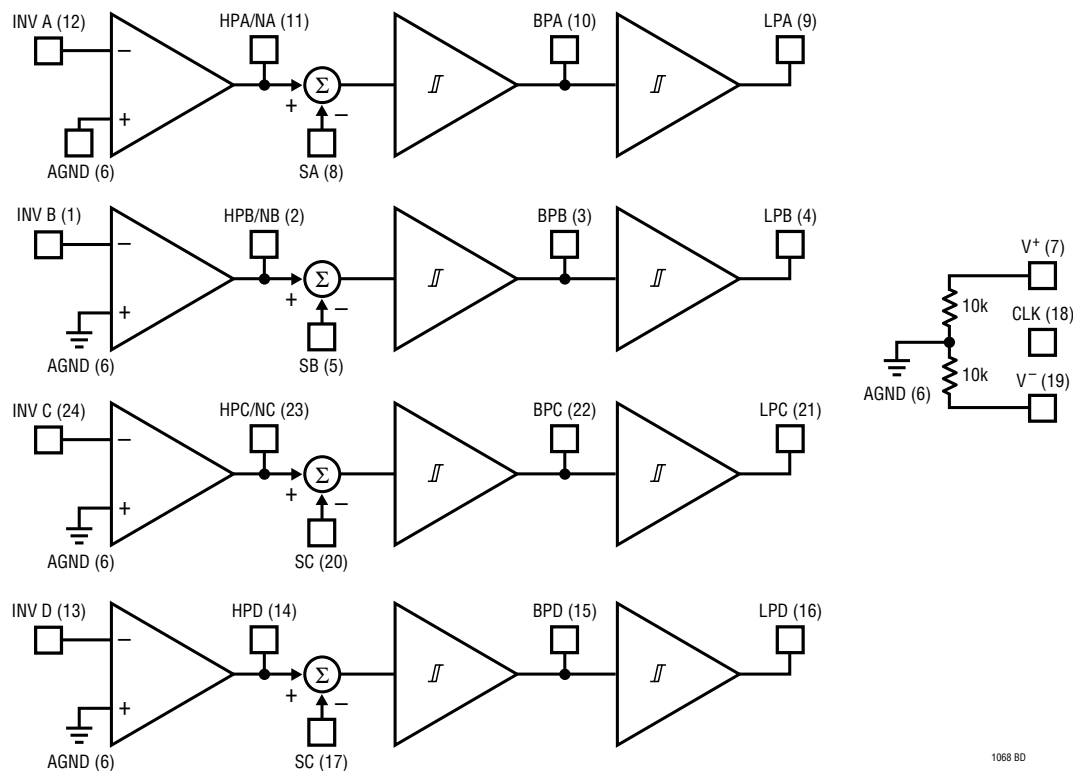 INV A (12)
HPA/NA (11)
BPA (10)
LPA (9)
−
+
Σ
+
−
AGND (6)
SA (8)
INV B (1)
HPB/NB (2)
BPB (3)
LPB (4)
−
+
Σ
+
−
AGND (6)
SB (5)
INV C (24)
HPC/NC (23)
BPC (22)
LPC (21)
−
+
Σ
+
−
AGND (6)
SC (20)
INV D (13)
HPD (14)
BPD (15)
LPD (16)
−
+
Σ
+
−
AGND (6)
SC (17)
V+ (7)
10k
CLK (18)
AGND (6)
10k
V− (19)
1068 BD